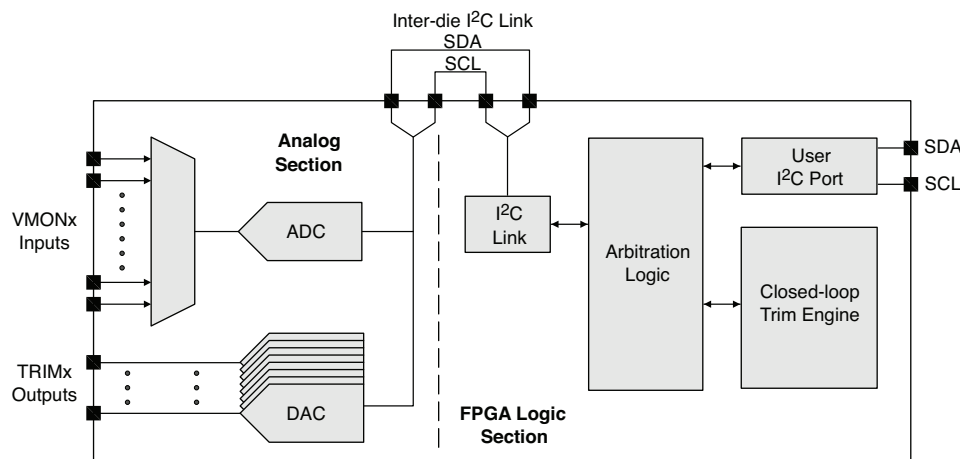 Inter-die I²C Link
SDA
SCL
Analog
Section
VMONx
Inputs
ADC
TRIMx
Outputs
DAC
FPGA Logic
Section
I²C
Link
Arbitration
Logic
User
I²C Port
SDA
SCL
Closed-loop
Trim Engine